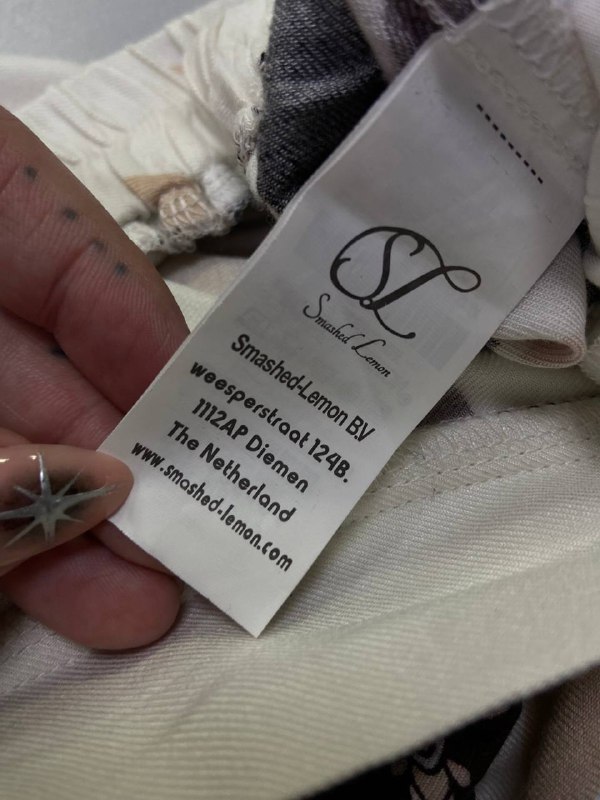 SL
Smashed Lemon
Smashed-Lemon B.V
weesperstraat 124B.
1112AP Diemen
The Netherland
www.smashed-lemon.com